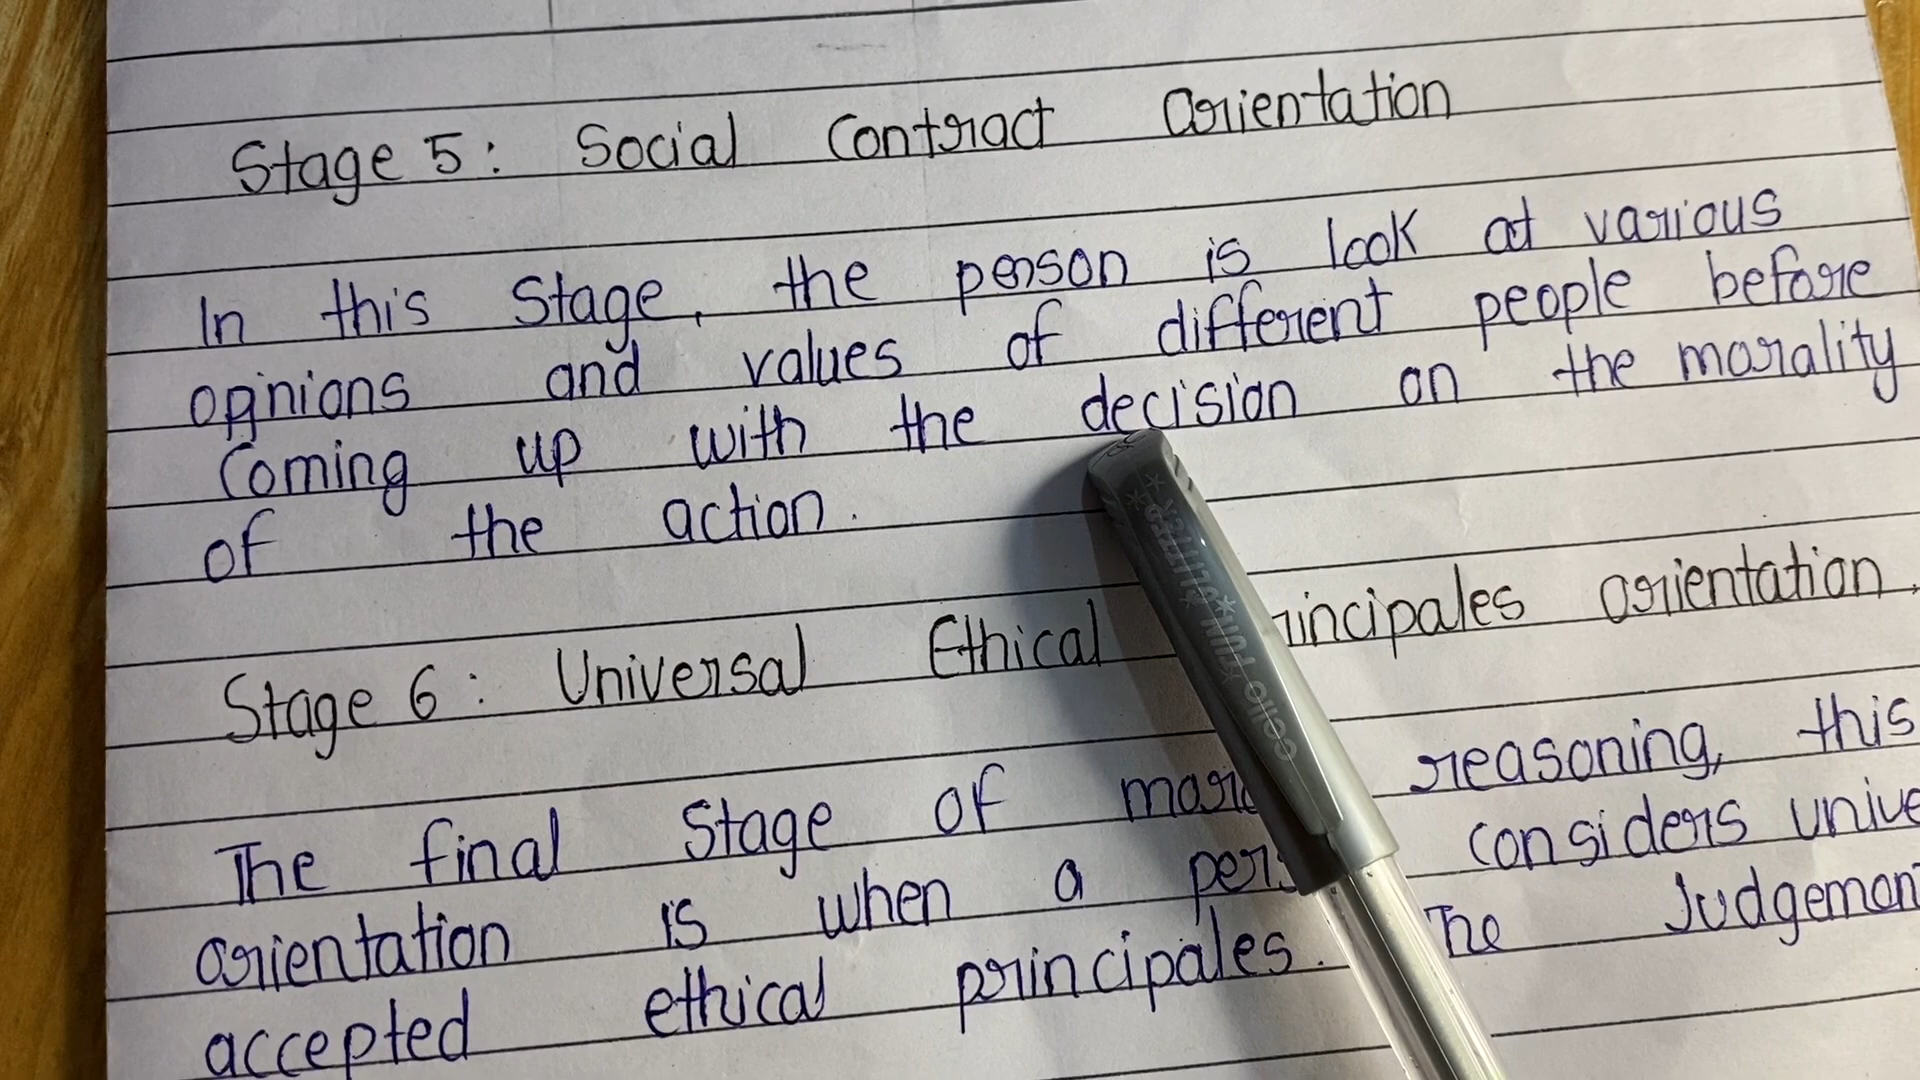 Stage 5: Social Contract Orientation
In this Stage, the person is look at various
opinions and values of different people before
Coming up with the decision on the morality
of the action.
Stage 6: Universal Ethical orientation.
The final Stage of reasoning, this
orientation is when a considers
accepted ethical principales. The Judgement
cello